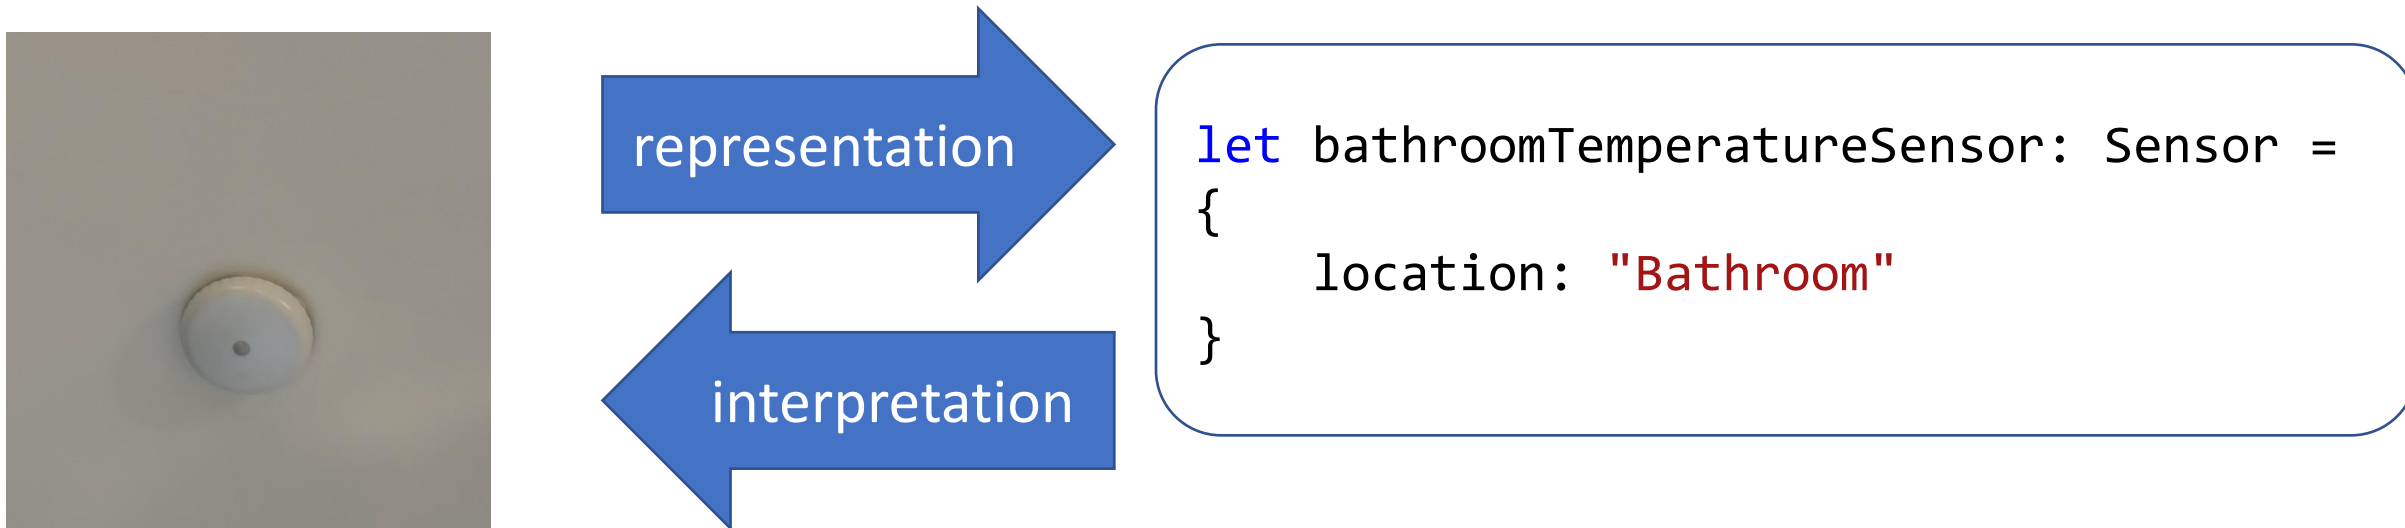 representation
let bathroomTemperatureSensor: Sensor =
{
    location: "Bathroom"
}
interpretation